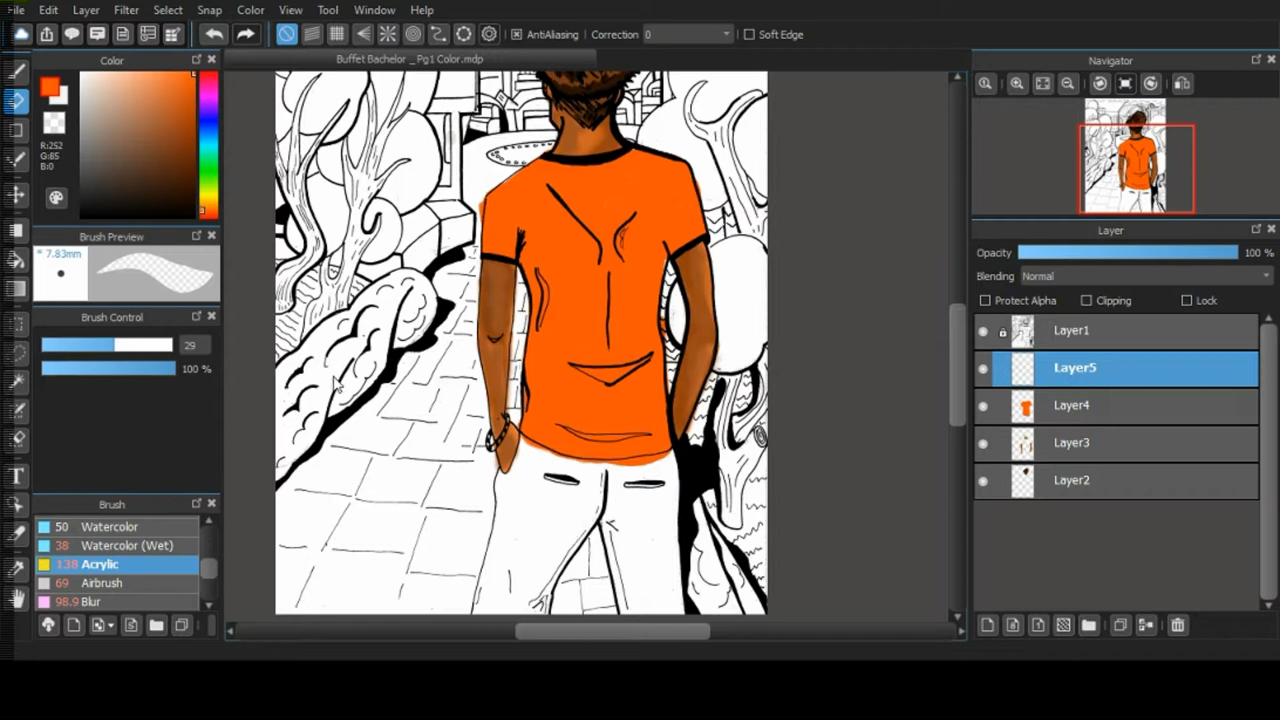 File Edit Layer Filter Select Snap Color View Tool Window Help
AntiAliasing Correction 0 Soft Edge
Color
Buffet Bachelor _ Pg1 Color.mdp
Navigator
R:252
G:85
B:0
Brush Preview
* 7.83mm
Brush Control
29
100 %
Layer
Opacity 100 %
Blending Normal
Protect Alpha Clipping Lock
Layer1
Layer5
Layer4
Layer3
Layer2
Brush
50 Watercolor
38 Watercolor (Wet)
138 Acrylic
69 Airbrush
98.9 Blur
T